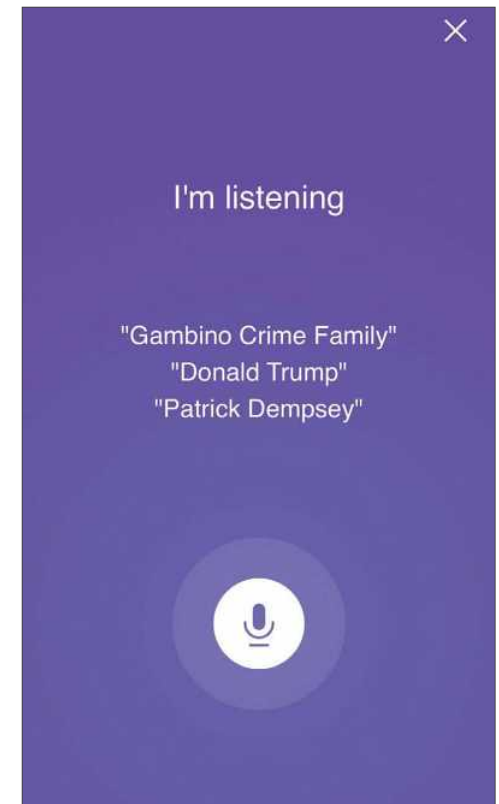 I'm listening
"Gambino Crime Family"
"Donald Trump"
"Patrick Dempsey"